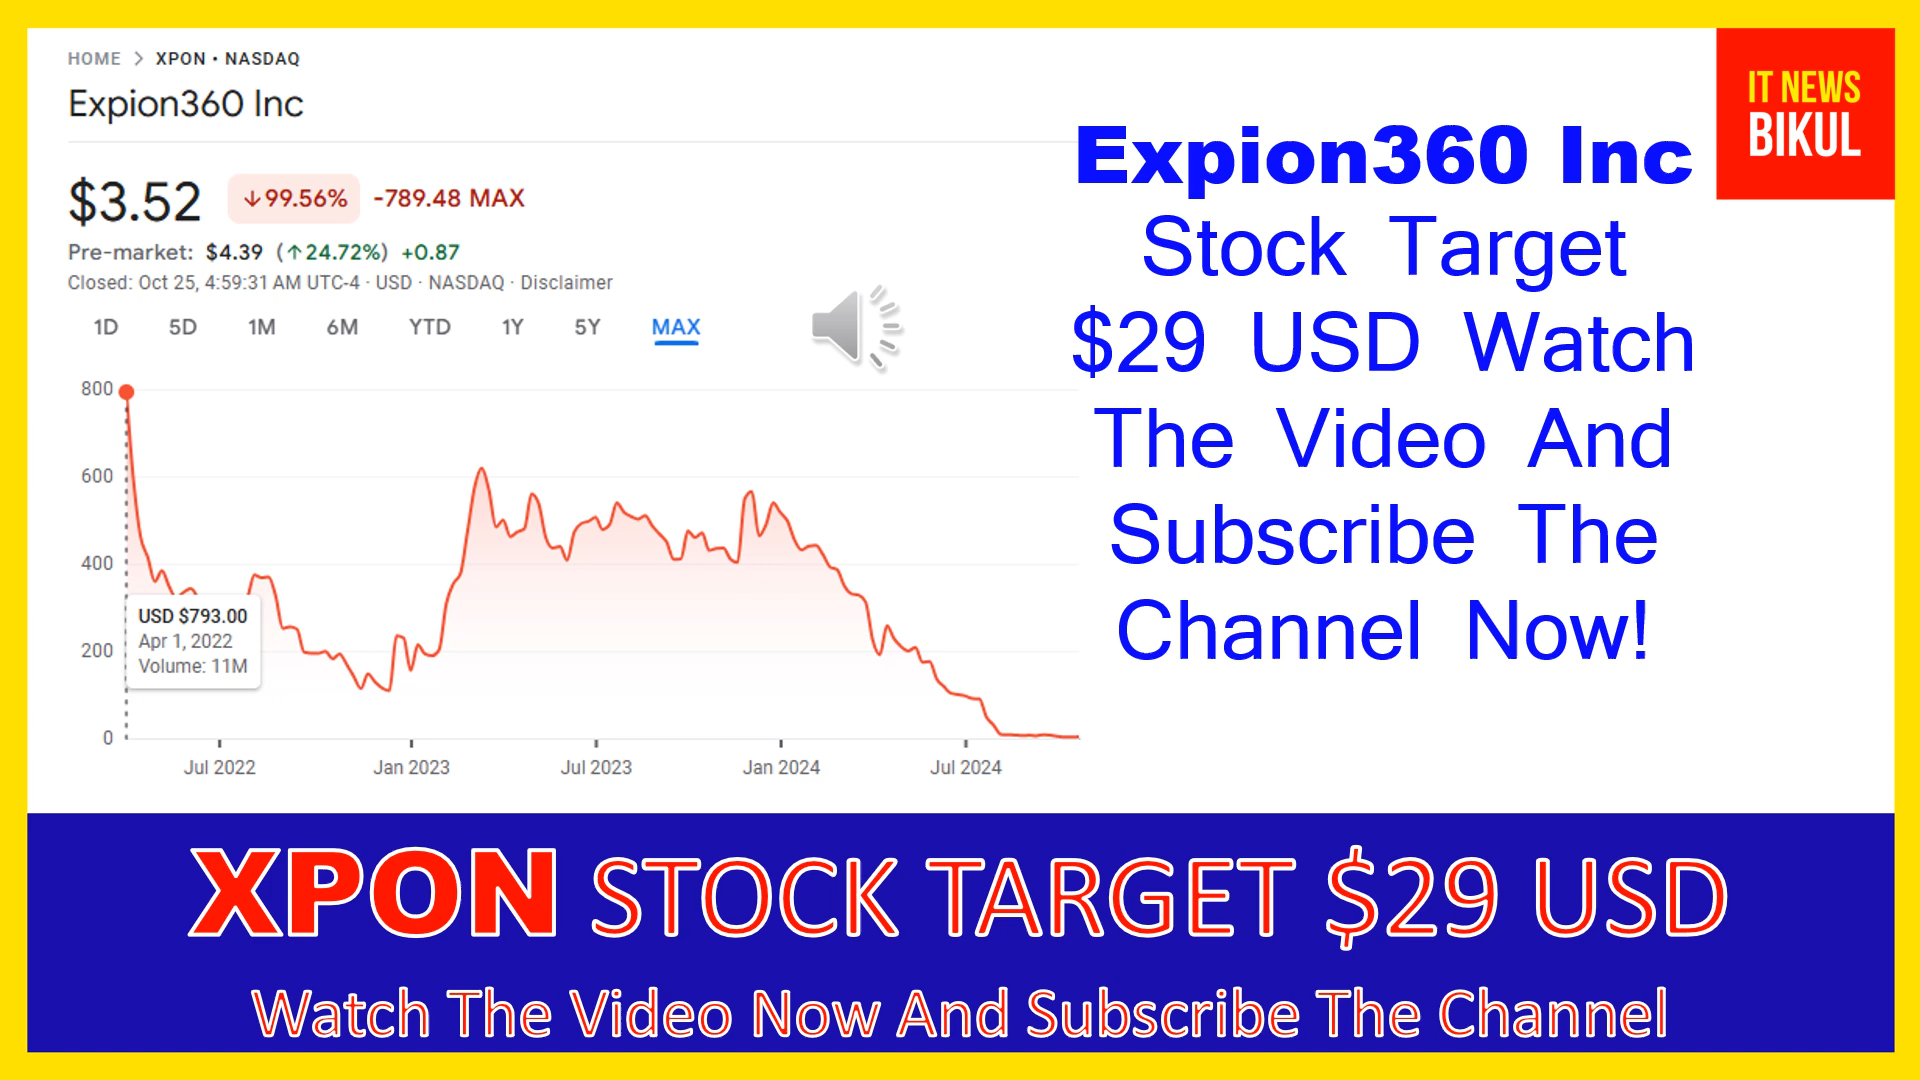 HOME > XPON • NASDAQ
Expion360 Inc
$3.52 ↓99.56% -789.48 MAX
Pre-market: $4.39 (↑24.72%) +0.87
Closed: Oct 25, 4:59:31 AM UTC-4 · USD · NASDAQ · Disclaimer
1D 5D 1M 6M YTD 1Y 5Y MAX
800
600
400
200
0
USD $793.00
Apr 1, 2022
Volume: 11M
Jul 2022 Jan 2023 Jul 2023 Jan 2024 Jul 2024
Expion360 Inc
Stock Target
$29 USD Watch
The Video And
Subscribe The
Channel Now!
IT NEWS
BIKUL
XPON STOCK TARGET $29 USD
Watch The Video Now And Subscribe The Channel